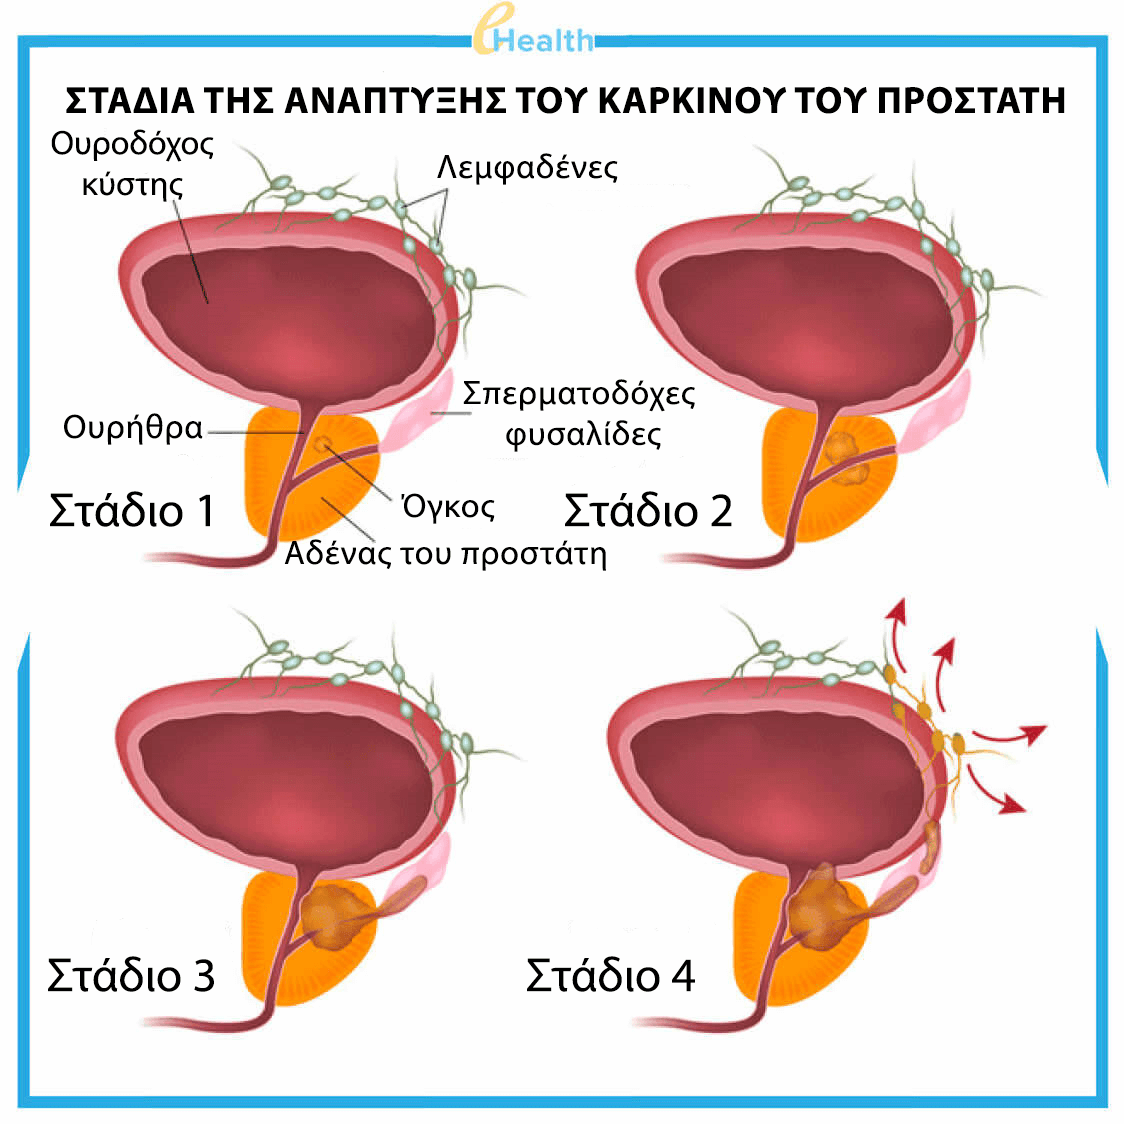 eHealth
ΣΤΑΔΙΑ ΤΗΣ ΑΝΑΠΤΥΞΗΣ ΤΟΥ ΚΑΡΚΙΝΟΥ ΤΟΥ ΠΡΟΣΤΑΤΗ
Ουροδόχος
κύστης
Λεμφαδένες
Σπερματοδόχες
φυσαλίδες
Ουρήθρα
Στάδιο 1
Όγκος
Αδένας του προστάτη
Στάδιο 2
Στάδιο 3
Στάδιο 4